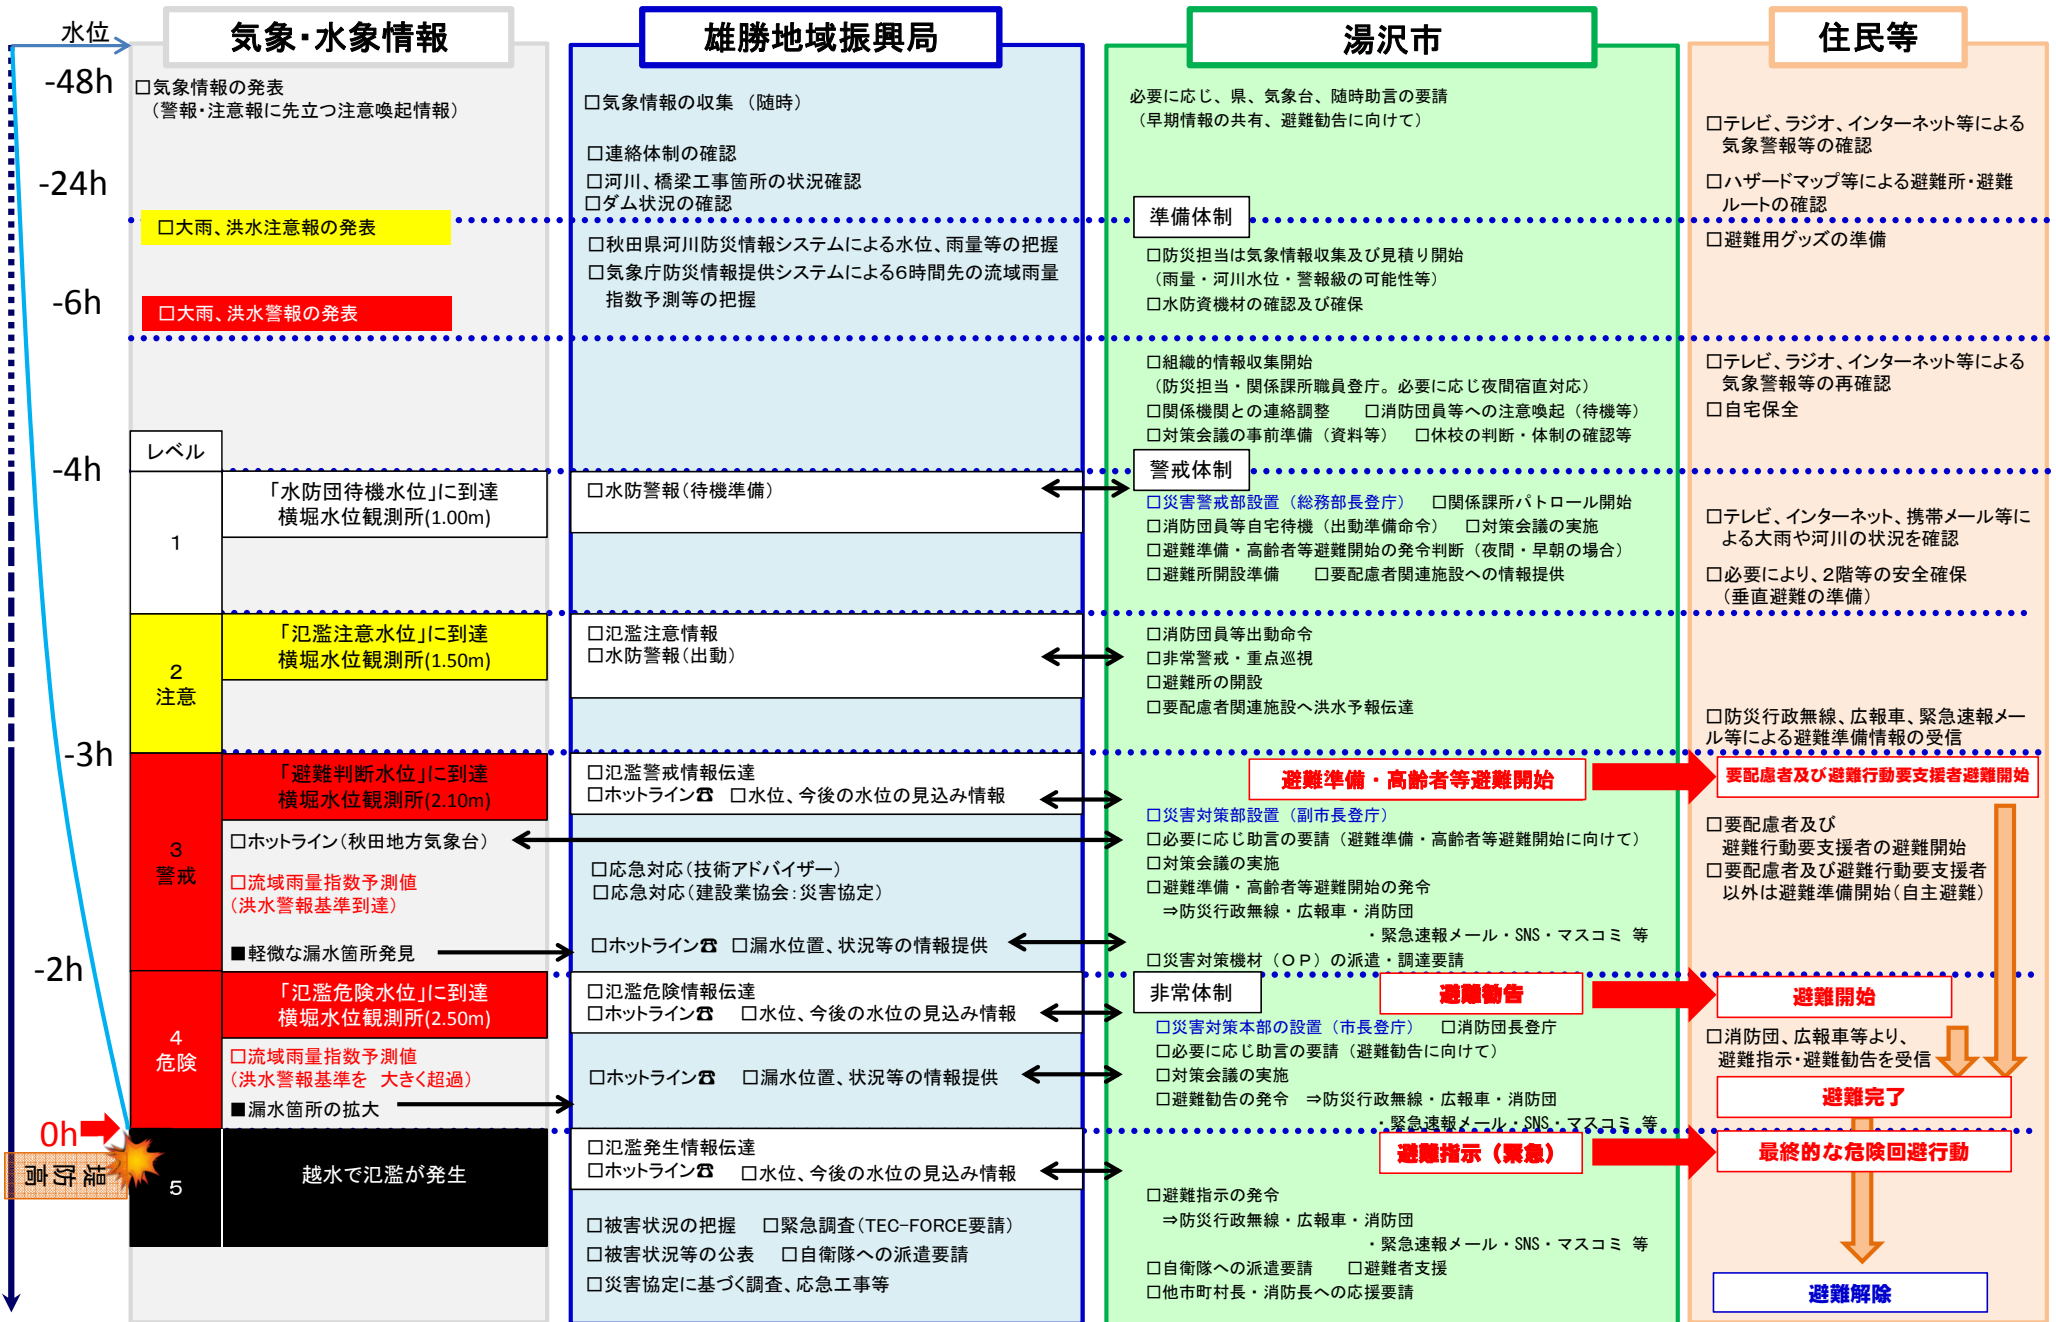 水位
-48h
-24h
-6h
-4h
-3h
-2h
0h
堤防高
気象・水象情報
□気象情報の発表
（警報・注意報に先立つ注意喚起情報）
□大雨、洪水注意報の発表
□大雨、洪水警報の発表
レベル
1
「水防団待機水位」に到達
横堀水位観測所(1.00m)
2
注意
「氾濫注意水位」に到達
横堀水位観測所(1.50m)
3
警戒
「避難判断水位」に到達
横堀水位観測所(2.10m)
□ホットライン（秋田地方気象台）
□流域雨量指数予測値
（洪水警報基準到達）
■軽微な漏水箇所発見
4
危険
「氾濫危険水位」に到達
横堀水位観測所(2.50m)
□流域雨量指数予測値
（洪水警報基準を 大きく超過）
■漏水箇所の拡大
5
越水で氾濫が発生
雄勝地域振興局
□気象情報の収集 （随時）
□連絡体制の確認
□河川、橋梁工事箇所の状況確認
□ダム状況の確認
□秋田県河川防災情報システムによる水位、雨量等の把握
□気象庁防災情報提供システムによる6時間先の流域雨量
指数予測等の把握
□水防警報（待機準備）
□氾濫注意情報
□水防警報（出動）
□氾濫警戒情報伝達
□ホットライン☎ □水位、今後の水位の見込み情報
□応急対応（技術アドバイザー）
□応急対応（建設業協会：災害協定）
□ホットライン☎ □漏水位置、状況等の情報提供
□氾濫危険情報伝達
□ホットライン☎ □水位、今後の水位の見込み情報
□ホットライン☎ □漏水位置、状況等の情報提供
□氾濫発生情報伝達
□ホットライン☎ □水位、今後の水位の見込み情報
□被害状況の把握 □緊急調査（TEC-FORCE要請）
□被害状況等の公表 □自衛隊への派遣要請
□災害協定に基づく調査、応急工事等
湯沢市
必要に応じ、県、気象台、随時助言の要請
（早期情報の共有、避難勧告に向けて）
準備体制
□防災担当は気象情報収集及び見積り開始
（雨量・河川水位・警報級の可能性等）
□水防資機材の確認及び確保
□組織的情報収集開始
（防災担当・関係課所職員登庁。必要に応じ夜間宿直対応）
□関係機関との連絡調整 □消防団員等への注意喚起（待機等）
□対策会議の事前準備（資料等） □休校の判断・体制の確認等
警戒体制
□災害警戒部設置（総務部長登庁） □関係課所パトロール開始
□消防団員等自宅待機（出動準備命令） □対策会議の実施
□避難準備・高齢者等避難開始の発令判断（夜間・早朝の場合）
□避難所開設準備 □要配慮者関連施設への情報提供
□消防団員等出動命令
□非常警戒・重点巡視
□避難所の開設
□要配慮者関連施設へ洪水予報伝達
避難準備・高齢者等避難開始
□災害対策部設置（副市長登庁）
□必要に応じ助言の要請（避難準備・高齢者等避難開始に向けて）
□対策会議の実施
□避難準備・高齢者等避難開始の発令
⇒防災行政無線・広報車・消防団
・緊急速報メール・SNS・マスコミ 等
□災害対策機材（ＯＰ）の派遣・調達要請
非常体制
避難勧告
□災害対策本部の設置（市長登庁） □消防団長登庁
□必要に応じ助言の要請（避難勧告に向けて）
□対策会議の実施
□避難勧告の発令 ⇒防災行政無線・広報車・消防団
・緊急速報メール・SNS・マスコミ 等
避難指示（緊急）
□避難指示の発令
⇒防災行政無線・広報車・消防団
・緊急速報メール・SNS・マスコミ 等
□自衛隊への派遣要請 □避難者支援
□他市町村長・消防長への応援要請
住民等
□テレビ、ラジオ、インターネット等による
気象警報等の確認
□ハザードマップ等による避難所・避難
ルートの確認
□避難用グッズの準備
□テレビ、ラジオ、インターネット等による
気象警報等の再確認
□自宅保全
□テレビ、インターネット、携帯メール等に
よる大雨や河川の状況を確認
□必要により、2階等の安全確保
（垂直避難の準備）
□防災行政無線、広報車、緊急速報メー
ル等による避難準備情報の受信
要配慮者及び避難行動要支援者避難開始
□要配慮者及び
避難行動要支援者の避難開始
□要配慮者及び避難行動要支援者
以外は避難準備開始（自主避難）
避難開始
□消防団、広報車等より、
避難指示・避難勧告を受信
避難完了
最終的な危険回避行動
避難解除